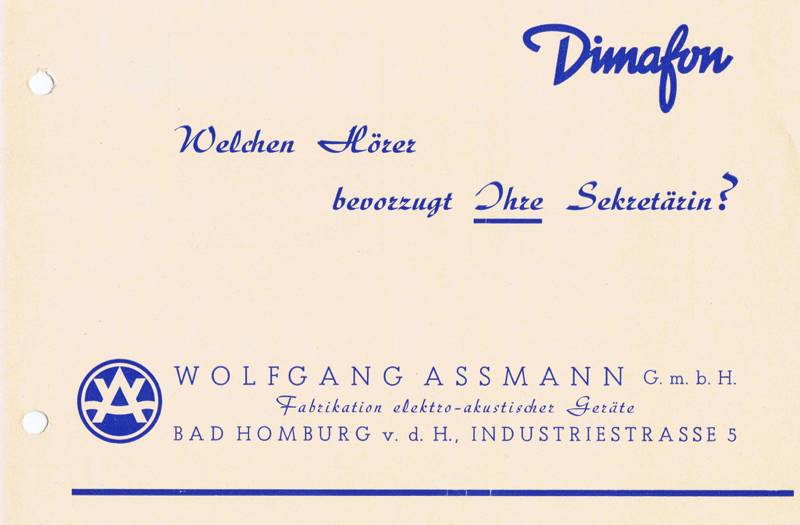 Dimafon
Welchen Hörer
bevorzugt Ihre Sekretärin?
WOLFGANG ASSMANN G. m. b. H.
Fabrikation elektro-akustischer Geräte
BAD HOMBURG v. d. H., INDUSTRIESTRASSE 5